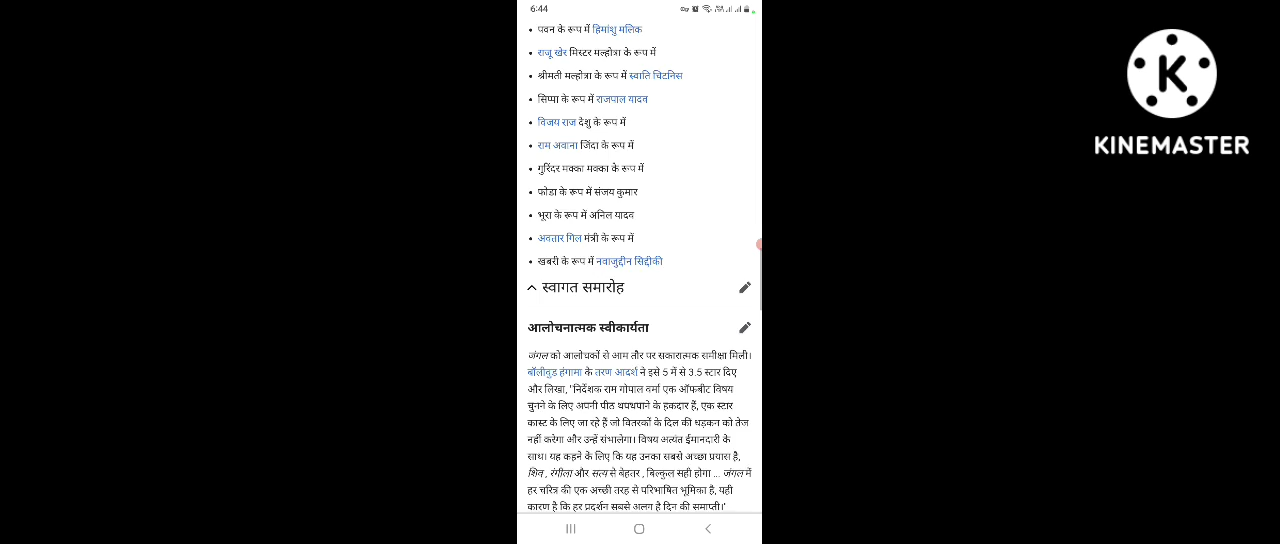 6:44
पवन के रूप में हिमांशु मलिक
राजू खेर मिस्टर मल्होत्रा के रूप में
श्रीमती मल्होत्रा के रूप में स्वाति चिटनिस
सिप्पा के रूप में राजपाल यादव
विजय राज देशु के रूप में
राम अवाना जिंदा के रूप में
गुरिंदर मक्का मक्का के रूप में
फोडा के रूप में संजय कुमार
भूरा के रूप में अनिल यादव
अवतार गिल मंत्री के रूप में
खबरी के रूप में नवाजुद्दीन सिद्दीकी
स्वागत समारोह
आलोचनात्मक स्वीकार्यता
जंगल को आलोचकों से आम तौर पर सकारात्मक समीक्षा मिली।
बॉलीवुड हंगामा के तरण आदर्श ने इसे 5 में से 3.5 स्टार दिए
और लिखा, "निर्देशक राम गोपाल वर्मा एक ऑफबीट विषय
चुनने के लिए अपनी पीठ थपथपाने के हकदार हैं, एक स्टार
कास्ट के लिए जा रहे हैं जो वितरकों के दिल की धड़कन को तेज
नहीं करेगा और उन्हें संभालेगा। विषय अत्यंत ईमानदारी के
साथ। यह कहने के लिए कि यह उनका सबसे अच्छा प्रयास है,
शिव , रंगीला और सत्य से बेहतर , बिल्कुल सही होगा ... जंगल में
हर चरित्र की एक अच्छी तरह से परिभाषित भूमिका है, यही
कारण है कि हर प्रदर्शन सबसे अलग है दिन की समाप्ती।'
KINEMASTER